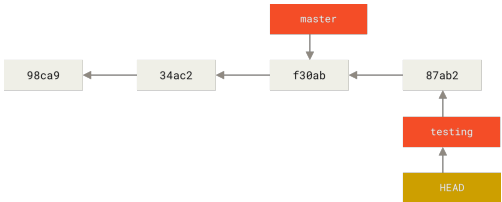 master
98ca9
34ac2
f30ab
87ab2
testing
HEAD